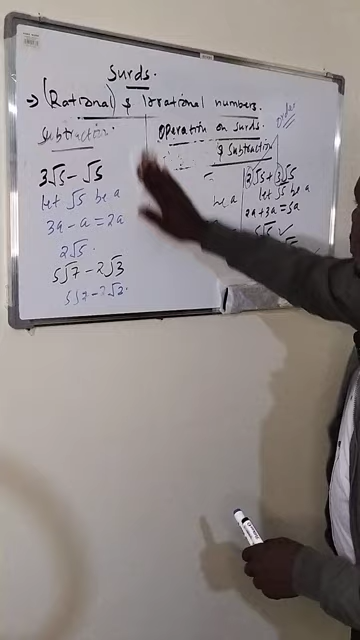 Surds.
→ (Rational) & Irrational numbers.
Subtraction.
3√5 - √5
let √5 be a
3a - a = 2a
2√5.
5√7 - 2√3
5√7 - 2√3.
Operation on surds.
& Subtraction
be a
order
3√5 + 3√5
let √5 be a
2a + 3a = 5a
5√5 ✓